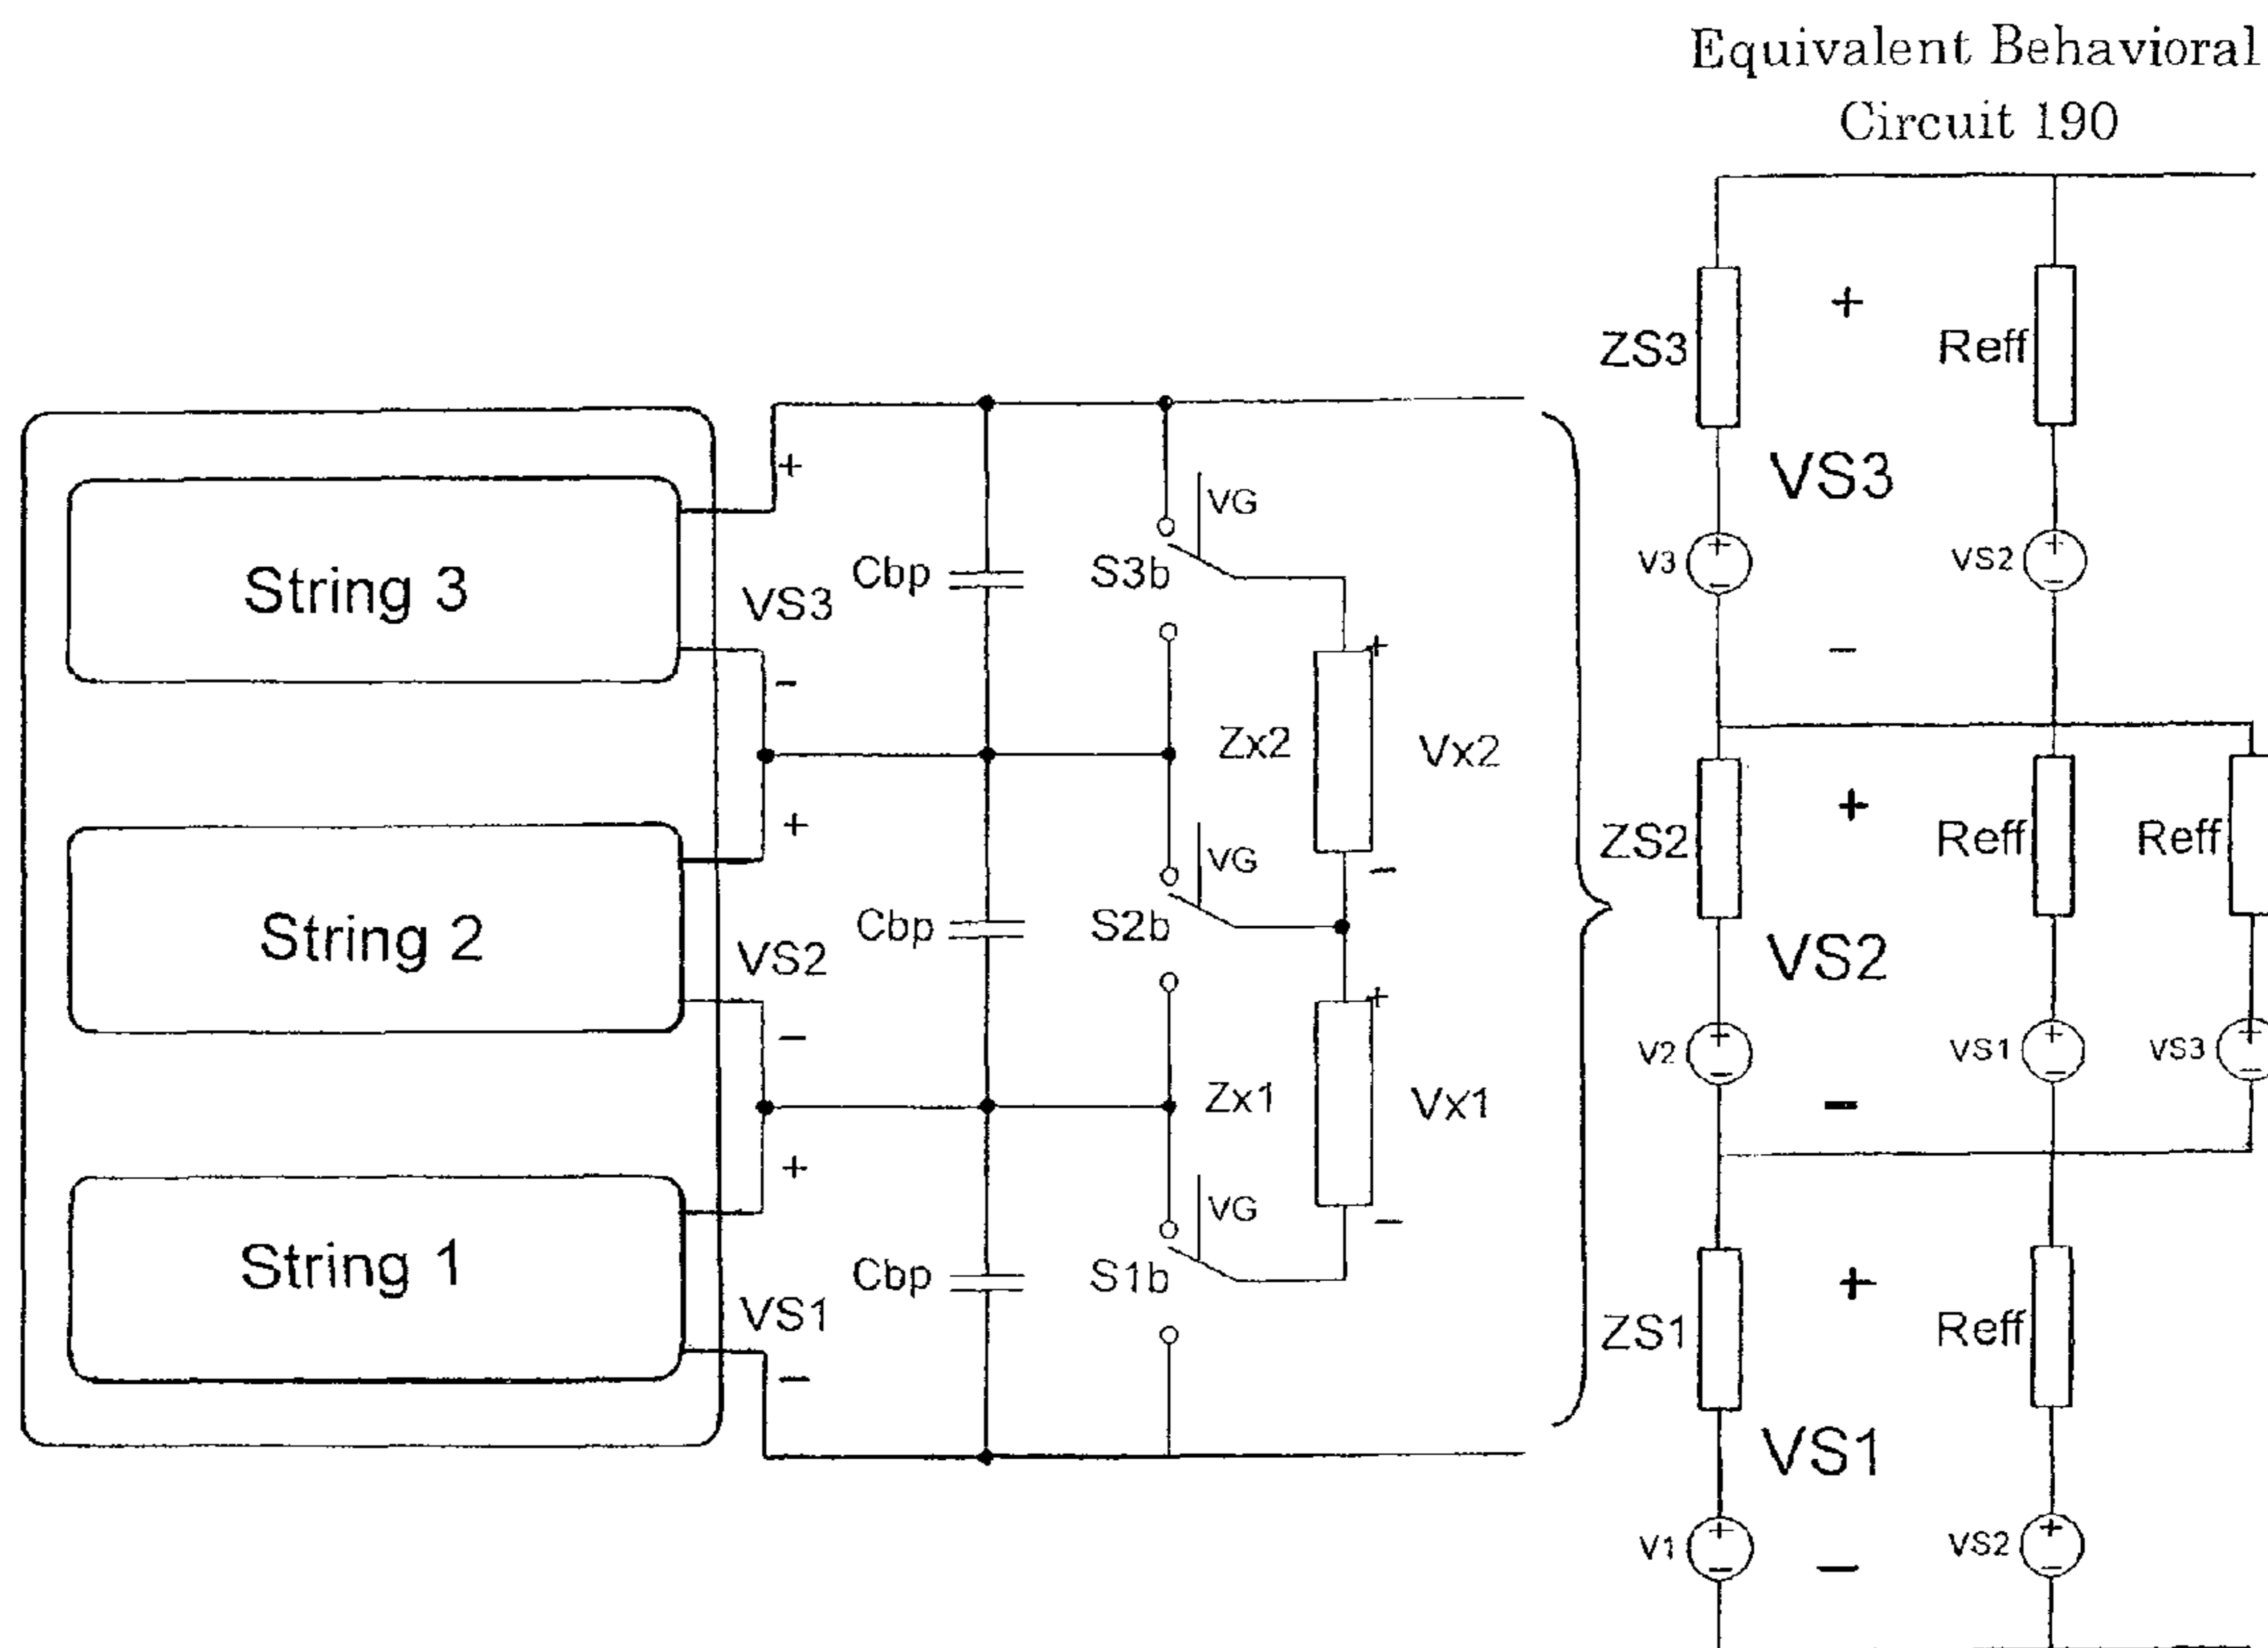 Equivalent Behavioral
Circuit 190
+
ZS3
Reff
VS3
V3
+
−
VS2
+
−
−
ZS2
+
Reff
Reff
VS2
V2
+
−
VS1
+
−
VS3
+
−
−
ZS1
+
Reff
VS1
V1
+
−
VS2
+
−
−
String 3
+
VS3
−
Cbp
S3b
VG
Zx2
+
Vx2
−
String 2
+
VS2
−
Cbp
S2b
VG
Zx1
+
Vx1
−
String 1
+
VS1
−
Cbp
S1b
VG